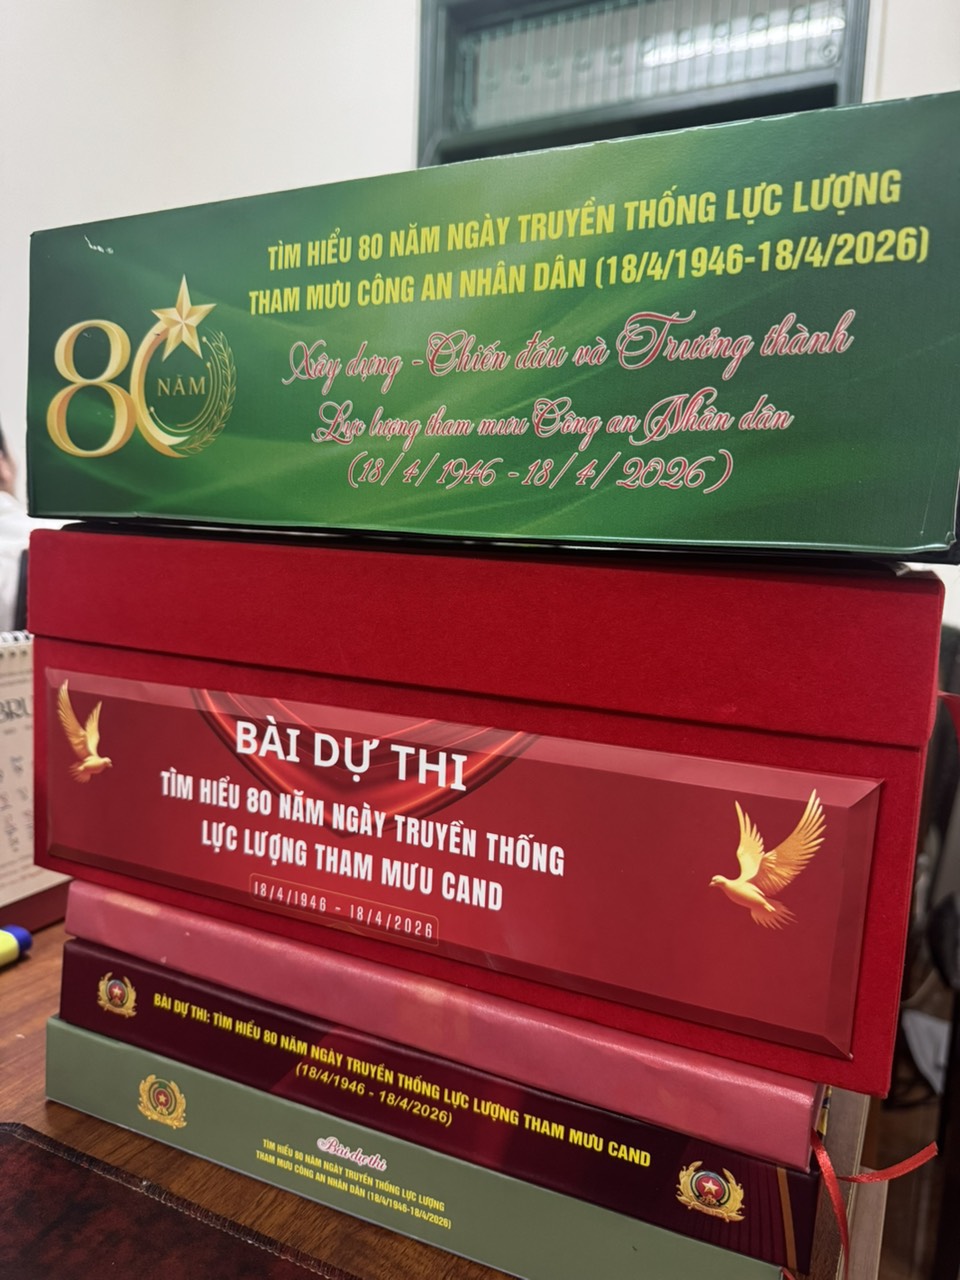 TÌM HIỂU 80 NĂM NGÀY TRUYỀN THỐNG LỰC LƯỢNG
THAM MƯU CÔNG AN NHÂN DÂN (18/4/1946-18/4/2026)
80
NĂM
Xây dựng - Chiến đấu và Trưởng thành
Lực lượng tham mưu Công an Nhân dân
(18/4/1946 - 18/4/2026)
BÀI DỰ THI
TÌM HIỂU 80 NĂM NGÀY TRUYỀN THỐNG
LỰC LƯỢNG THAM MƯU CAND
18/4/1946 - 18/4/2026
BÀI DỰ THI: TÌM HIỂU 80 NĂM NGÀY TRUYỀN THỐNG LỰC LƯỢNG THAM MƯU CAND
(18/4/1946 - 18/4/2026)
Bài dự thi
TÌM HIỂU 80 NĂM NGÀY TRUYỀN THỐNG LỰC LƯỢNG
THAM MƯU CÔNG AN NHÂN DÂN (18/4/1946-18/4/2026)